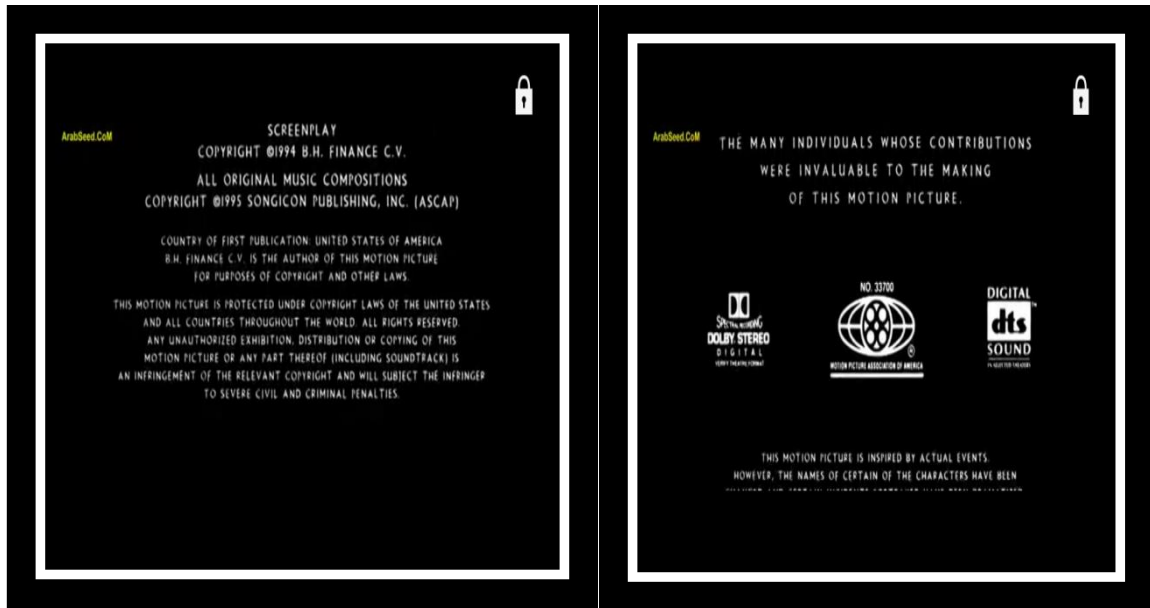 ArabSeed.CoM
SCREENPLAY
COPYRIGHT ©1994 B.H. FINANCE C.V.
ALL ORIGINAL MUSIC COMPOSITIONS
COPYRIGHT ©1995 SONGICON PUBLISHING, INC. (ASCAP)
COUNTRY OF FIRST PUBLICATION: UNITED STATES OF AMERICA
B.H. FINANCE C.V. IS THE AUTHOR OF THIS MOTION PICTURE
FOR PURPOSES OF COPYRIGHT AND OTHER LAWS.
THIS MOTION PICTURE IS PROTECTED UNDER COPYRIGHT LAWS OF THE UNITED STATES
AND ALL COUNTRIES THROUGHOUT THE WORLD. ALL RIGHTS RESERVED.
ANY UNAUTHORIZED EXHIBITION, DISTRIBUTION OR COPYING OF THIS
MOTION PICTURE OR ANY PART THEREOF (INCLUDING SOUNDTRACK) IS
AN INFRINGEMENT OF THE RELEVANT COPYRIGHT AND WILL SUBJECT THE INFRINGER
TO SEVERE CIVIL AND CRIMINAL PENALTIES.
ArabSeed.CoM
THE MANY INDIVIDUALS WHOSE CONTRIBUTIONS
WERE INVALUABLE TO THE MAKING
OF THIS MOTION PICTURE.
SPECTRAL RECORDING
DOLBY STEREO
DIGITAL
VERIFY THEATRE FORMAT
NO. 33700
®
MOTION PICTURE ASSOCIATION OF AMERICA
DIGITAL
dts™
SOUND
IN SELECTED THEATRES
THIS MOTION PICTURE IS INSPIRED BY ACTUAL EVENTS.
HOWEVER, THE NAMES OF CERTAIN OF THE CHARACTERS HAVE BEEN